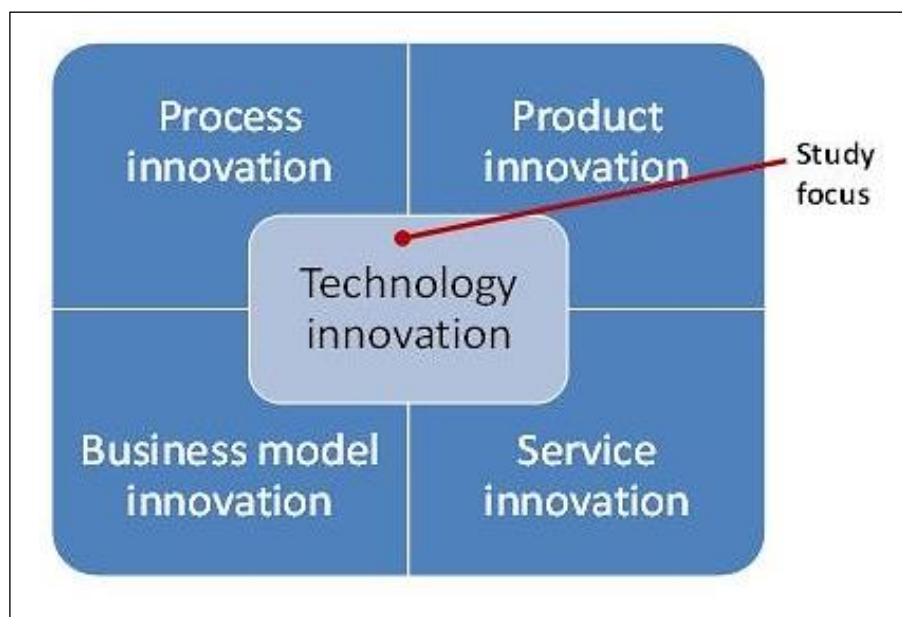 Process
innovation
Product
innovation
Study
focus
Technology
innovation
Business model
innovation
Service
innovation